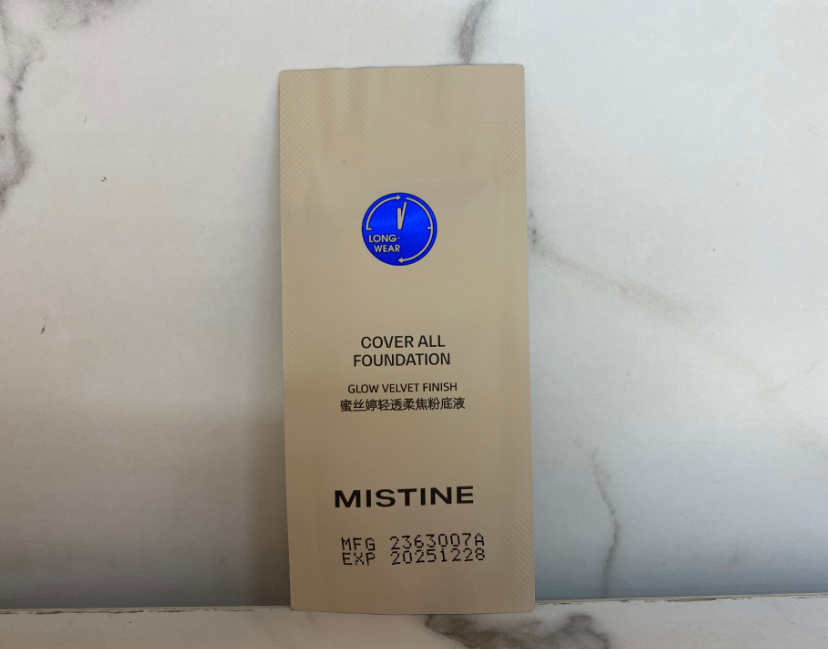 LONG-
WEAR
COVER ALL
FOUNDATION
GLOW VELVET FINISH
蜜丝婷轻透柔焦粉底液
MISTINE
MFG 2363007A
EXP 20251228